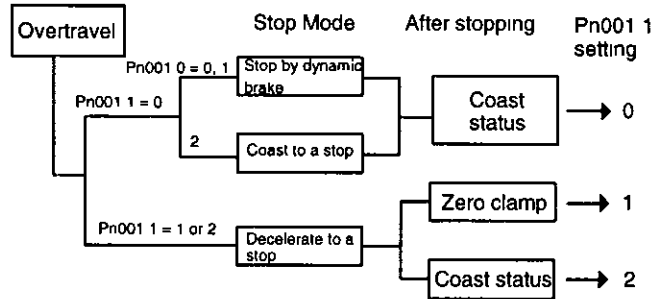 Overtravel
Stop Mode
After stopping
Pn001 1
setting
Pn001 0 = 0, 1
Stop by dynamic
brake
Pn001 1 = 0
Coast
status
0
2
Coast to a stop
Zero clamp
1
Pn001 1 = 1 or 2
Decelerate to a
stop
Coast status
2